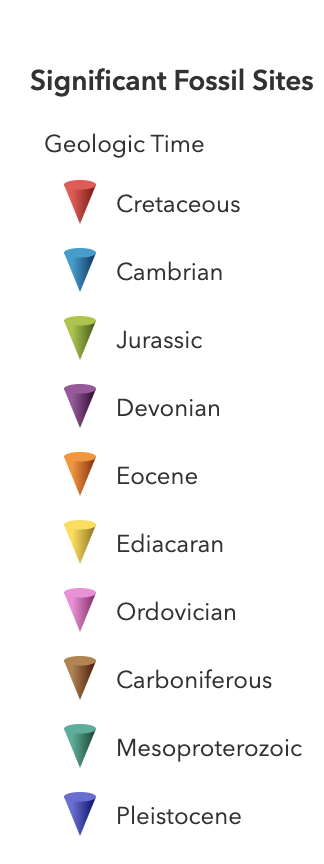 Significant Fossil Sites
Geologic Time
Cretaceous
Cambrian
Jurassic
Devonian
Eocene
Ediacaran
Ordovician
Carboniferous
Mesoproterozoic
Pleistocene